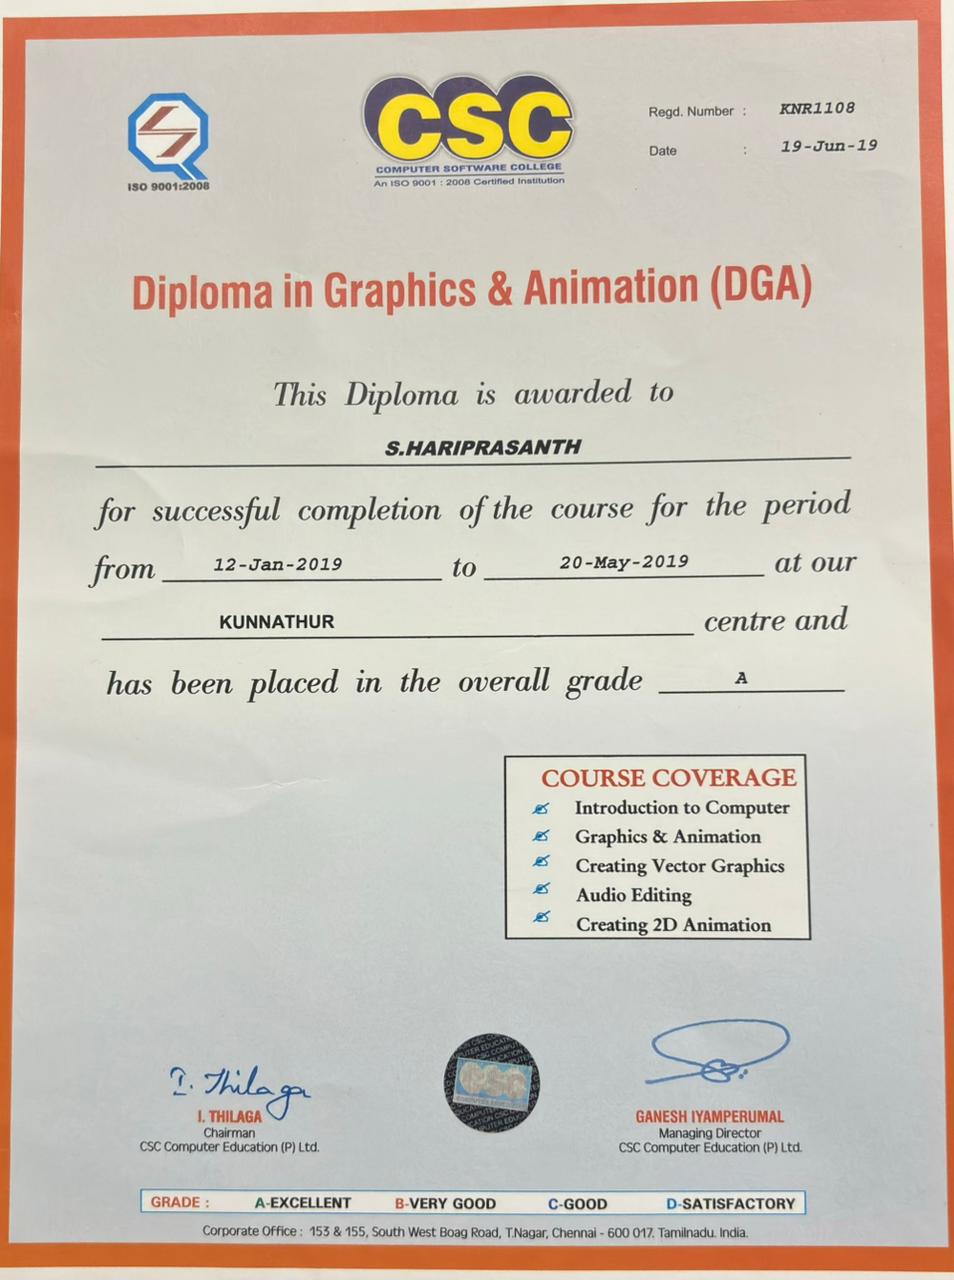 ISO 9001:2008
CSC
COMPUTER SOFTWARE COLLEGE
An ISO 9001 : 2008 Certified Institution
Regd. Number : KNR1108
Date : 19-Jun-19
Diploma in Graphics & Animation (DGA)
This Diploma is awarded to
S.HARIPRASANTH
for successful completion of the course for the period
from 12-Jan-2019 to 20-May-2019 at our
KUNNATHUR centre and
has been placed in the overall grade A
COURSE COVERAGE
Introduction to Computer
Graphics & Animation
Creating Vector Graphics
Audio Editing
Creating 2D Animation
I. Thilaga
I. THILAGA
Chairman
CSC Computer Education (P) Ltd.
CSC
GANESH IYAMPERUMAL
Managing Director
CSC Computer Education (P) Ltd.
GRADE : A-EXCELLENT B-VERY GOOD C-GOOD D-SATISFACTORY
Corporate Office : 153 & 155, South West Boag Road, T.Nagar, Chennai - 600 017. Tamilnadu. India.